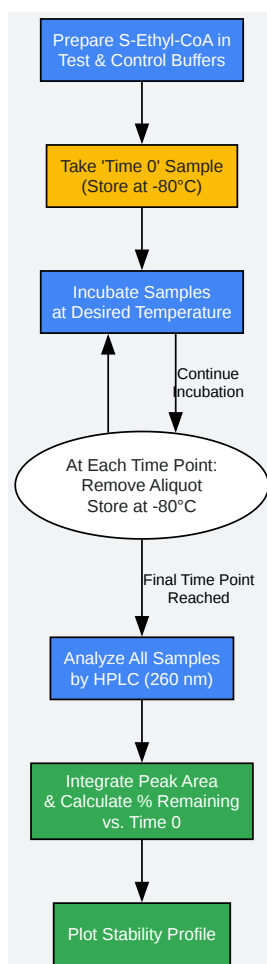 Prepare S-Ethyl-CoA in
Test & Control Buffers
Take 'Time 0' Sample
(Store at -80°C)
Incubate Samples
at Desired Temperature
Continue
Incubation
At Each Time Point:
Remove Aliquot
Store at -80°C
Final Time Point
Reached
Analyze All Samples
by HPLC (260 nm)
Integrate Peak Area
& Calculate % Remaining
vs. Time 0
Plot Stability Profile